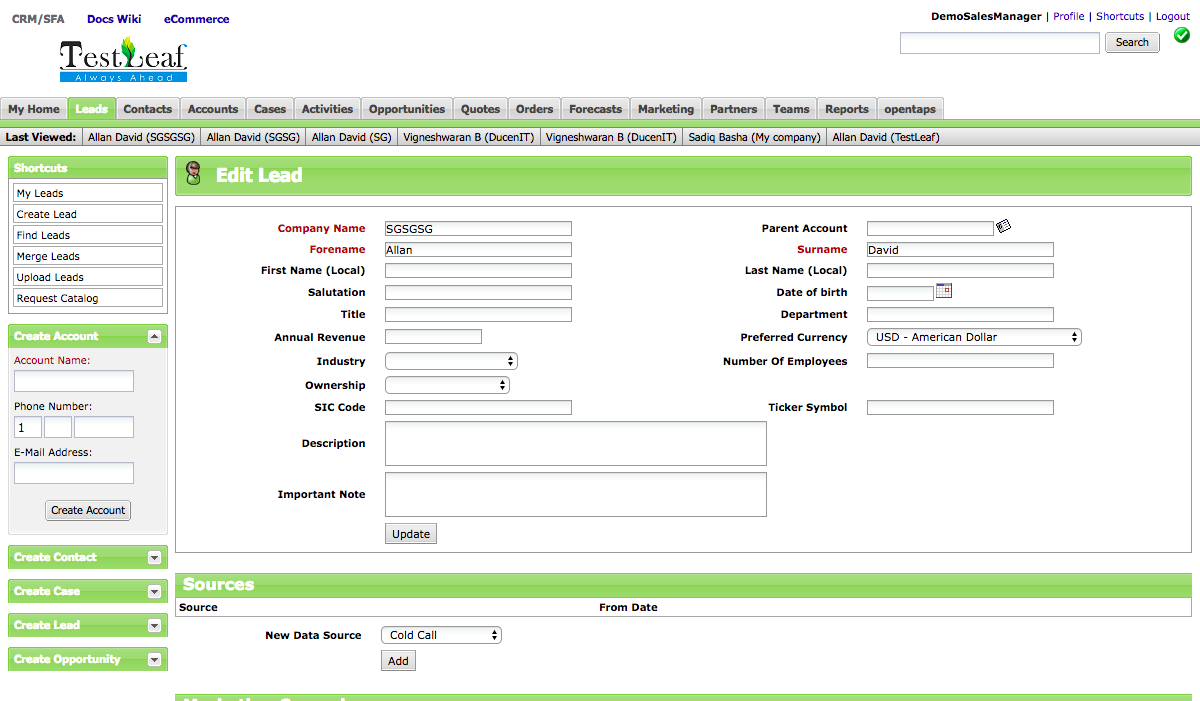 CRM/SFA Docs Wiki eCommerce
DemoSalesManager | Profile | Shortcuts | Logout
Search
TestLeaf
Always Ahead
My Home Leads Contacts Accounts Cases Activities Opportunities Quotes Orders Forecasts Marketing Partners Teams Reports opentaps
Last Viewed: Allan David (SGSGSG) Allan David (SGSG) Allan David (SG) Vigneshwaran B (DucenIT) Vigneshwaran B (DucenIT) Sadiq Basha (My company) Allan David (TestLeaf)
Shortcuts
My Leads
Create Lead
Find Leads
Merge Leads
Upload Leads
Request Catalog
Create Account
Account Name:
Phone Number:
1
E-Mail Address:
Create Account
Create Contact
Create Case
Create Lead
Create Opportunity
Edit Lead
Company Name SGSGSG Parent Account
Forename Allan Surname David
First Name (Local) Last Name (Local)
Salutation Date of birth
Title Department
Annual Revenue Preferred Currency USD - American Dollar
Industry Number Of Employees
Ownership
SIC Code Ticker Symbol
Description
Important Note
Update
Sources
Source From Date
New Data Source Cold Call
Add